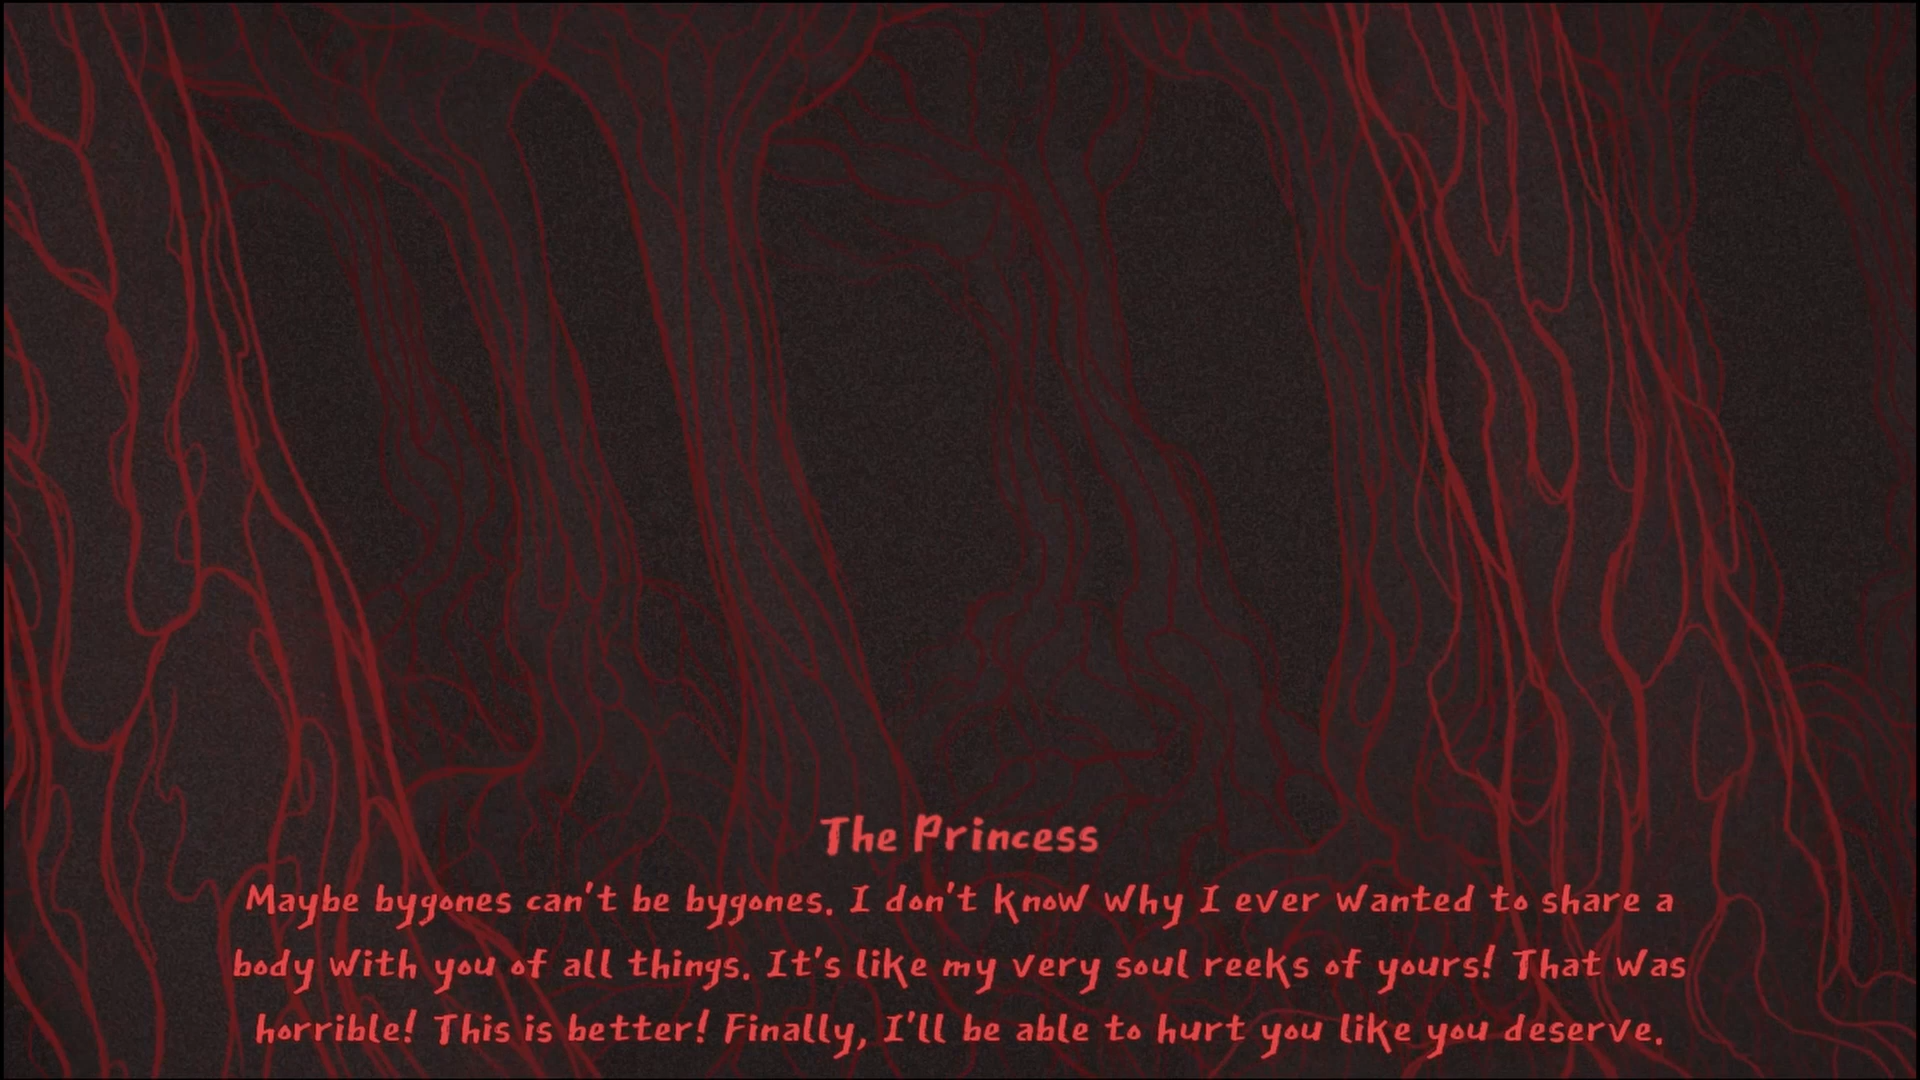 The Princess
Maybe bygones can't be bygones. I don't know why I ever wanted to share a
body with you of all things. It's like my very soul reeks of yours! That was
horrible! This is better! Finally, I'll be able to hurt you like you deserve.